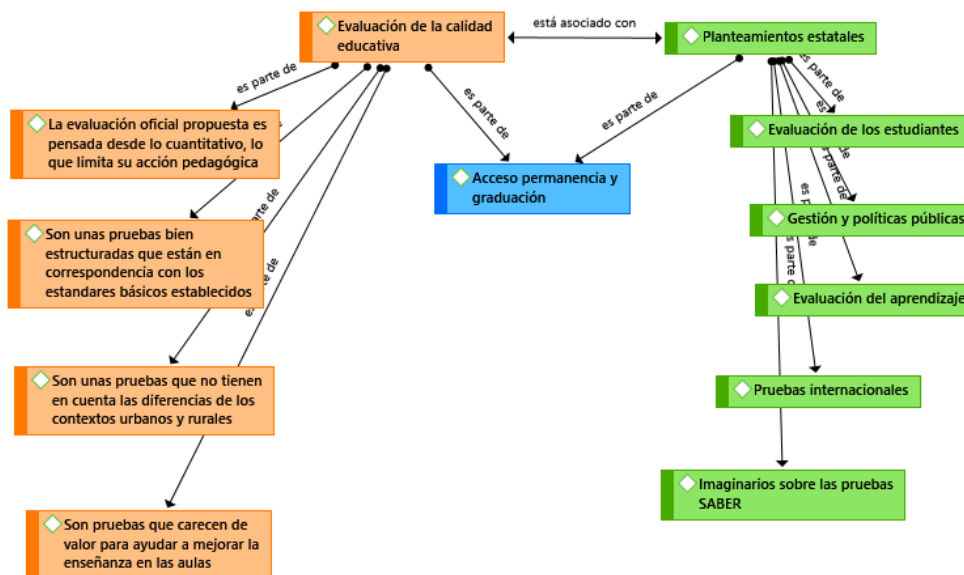 Evaluación de la calidad
educativa
está asociado con
Planteamientos estatales
es parte de
es parte de
es parte de
es parte de
La evaluación oficial propuesta es
pensada desde lo cuantitativo, lo
que limita su acción pedagógica
Evaluación de los estudiantes
Acceso permanencia y
graduación
Gestión y políticas públicas
Son unas pruebas bien
estructuradas que están en
correspondencia con los
estandares básicos establecidos
Evaluación del aprendizaje
Son unas pruebas que no tienen
en cuenta las diferencias de los
contextos urbanos y rurales
Pruebas internacionales
Imaginarios sobre las pruebas
SABER
Son pruebas que carecen de
valor para ayudar a mejorar la
enseñanza en las aulas